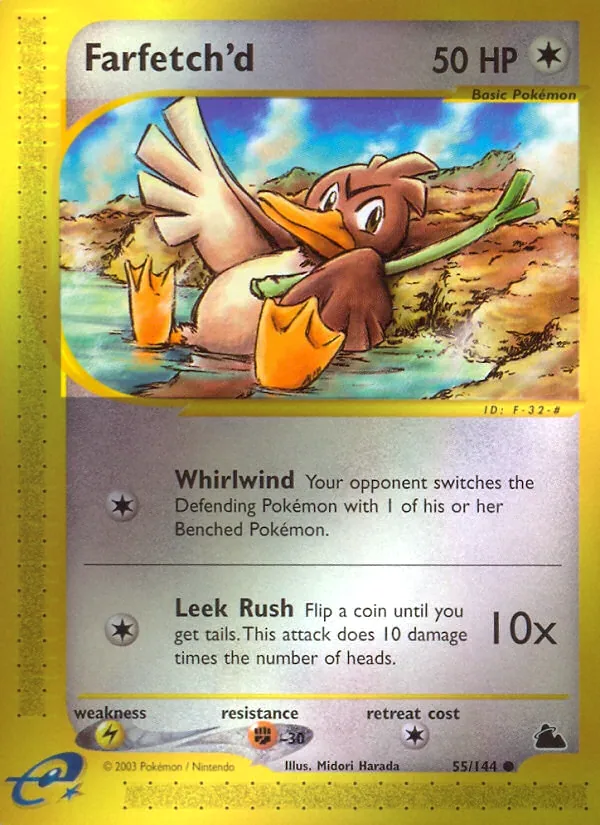 Farfetch'd 50 HP
Basic Pokémon
ID: F-32-#
Whirlwind Your opponent switches the
Defending Pokémon with 1 of his or her
Benched Pokémon.
Leek Rush Flip a coin until you
get tails. This attack does 10 damage
times the number of heads.
10x
weakness resistance retreat cost
-30
©2003 Pokémon / Nintendo Illus. Midori Harada 55/144
e